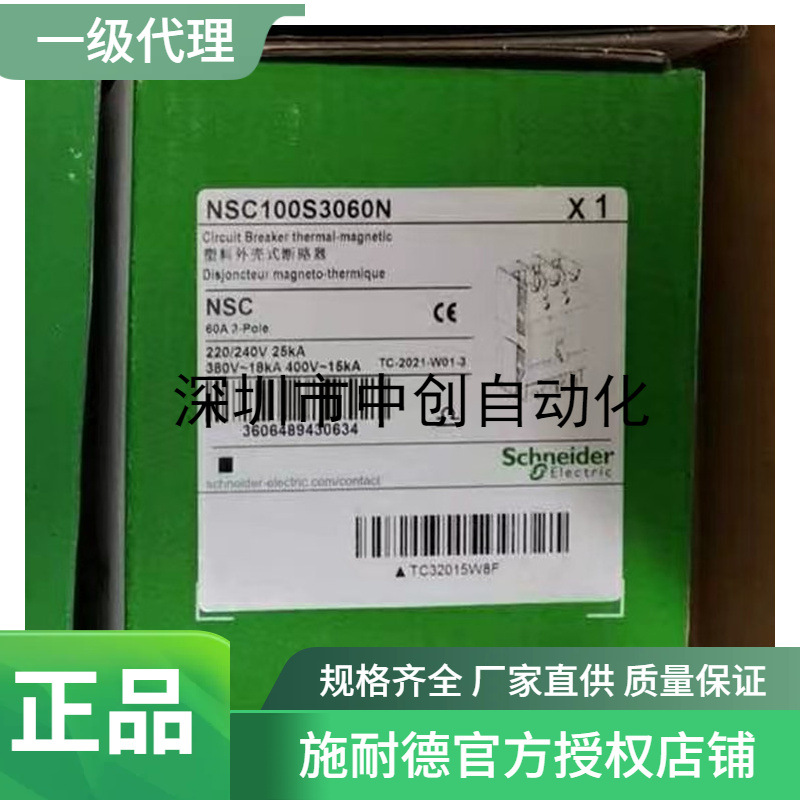 一级代理
NSC100S3060N X 1
Circuit Breaker thermal-magnetic
塑料外壳式断路器
Disjoncteur magneto-thermique
NSC
60A 3-Pole
CE
220/240V 25kA
380V~18kA 400V~15kA TC-2021-W01-3
深圳市中创自动化
3606489430634
Schneider
Electric
schneider-electric.com/contact
▲TC32015W8F
正品
规格齐全 厂家直供 质量保证
施耐德官方授权店铺